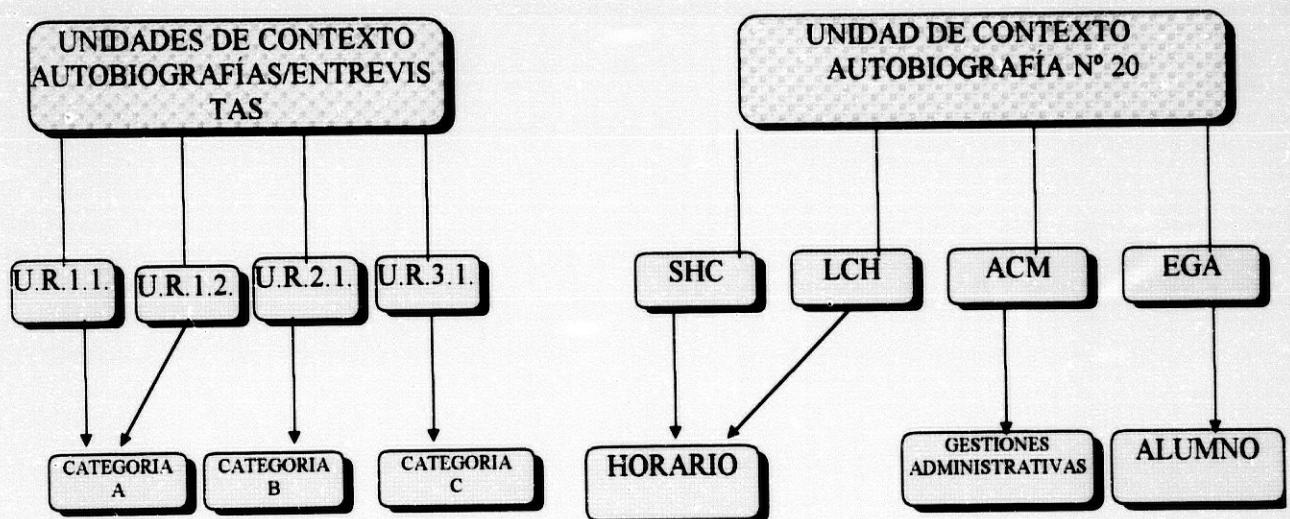 UNIDADES DE CONTEXTO
AUTOBIOGRAFÍAS/ENTREVIS
TAS
UNIDAD DE CONTEXTO
AUTOBIOGRAFÍA Nº 20
U.R.1.1.
U.R.1.2.
U.R.2.1.
U.R.3.1.
SHC
LCH
ACM
EGA
CATEGORIA
A
CATEGORIA
B
CATEGORIA
C
HORARIO
GESTIONES
ADMINISTRATIVAS
ALUMNO